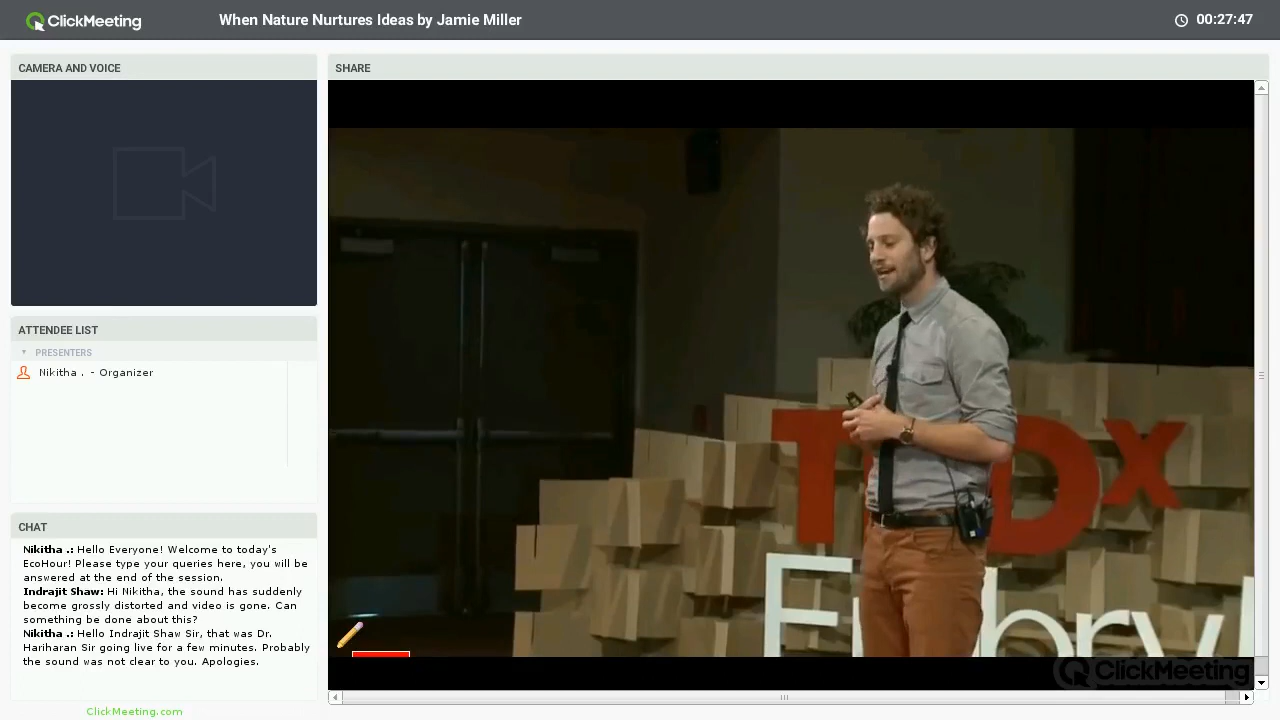 ClickMeeting
When Nature Nurtures Ideas by Jamie Miller
00:27:47
CAMERA AND VOICE
SHARE
ATTENDEE LIST
PRESENTERS
Nikitha . - Organizer
CHAT
Nikitha .: Hello Everyone! Welcome to today's
EcoHour! Please type your queries here, you will be
answered at the end of the session.
Indrajit Shaw: Hi Nikitha, the sound has suddenly
become grossly distorted and video is gone. Can
something be done about this?
Nikitha .: Hello Indrajit Shaw Sir, that was Dr.
Hariharan Sir going live for a few minutes. Probably
the sound was not clear to you. Apologies.
ClickMeeting.com
ClickMeeting